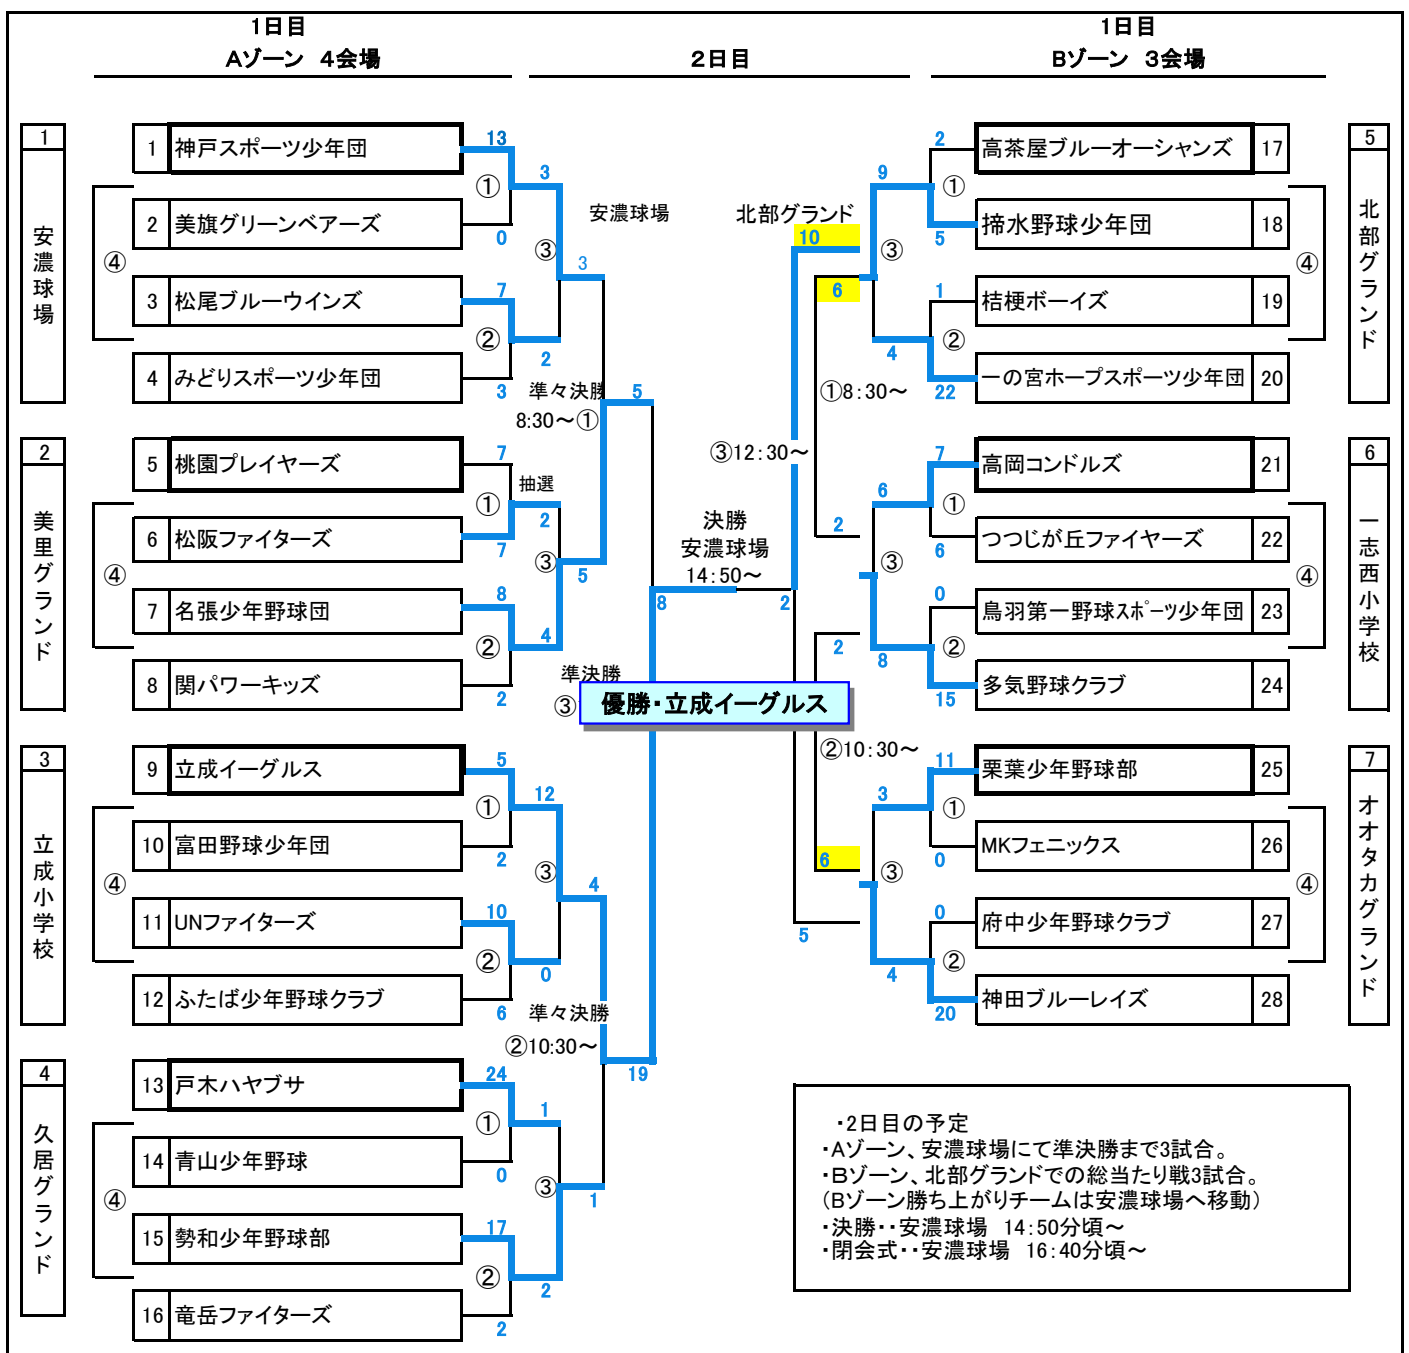 1日目
Aゾーン 4会場
2日目
1日目
Bゾーン 3会場
1
安濃球場
④
1 神戸スポーツ少年団
2 美旗グリーンベアーズ
3 松尾ブルーウインズ
4 みどりスポーツ少年団
13
①
0
7
②
3
3
③
2
安濃球場
3
2
美里グランド
④
5 桃園プレイヤーズ
6 松阪ファイターズ
7 名張少年野球団
8 関パワーキッズ
7
①
7
8
②
2
抽選
2
③
4
5
準々決勝
8:30～①
5
3
立成小学校
④
9 立成イーグルス
10 富田野球少年団
11 UNファイターズ
12 ふたば少年野球クラブ
5
①
2
10
②
6
12
③
0
4
4
久居グランド
④
13 戸木ハヤブサ
14 青山少年野球
15 勢和少年野球部
16 竜岳ファイターズ
24
①
0
17
②
2
1
③
2
1
準々決勝
②10:30～
19
準決勝
③
優勝・立成イーグルス
決勝
安濃球場
14:50～
8
2
北部グランド
10
6
①8:30～
2
③12:30～
2
②10:30～
6
5
5
北部グランド
④
高茶屋ブルーオーシャンズ 17
掃水野球少年団 18
桔梗ボーイズ 19
一の宮ホープスポーツ少年団 20
2
①
5
1
②
22
9
③
4
6
一志西小学校
④
高岡コンドルズ 21
つつじが丘ファイヤーズ 22
鳥羽第一野球スポーツ少年団 23
多気野球クラブ 24
7
①
6
0
②
15
6
③
8
7
オオタカグランド
④
栗葉少年野球部 25
MKフェニックス 26
府中少年野球クラブ 27
神田ブルーレイズ 28
11
①
0
0
②
20
3
③
4
・2日目の予定
・Aゾーン、安濃球場にて準決勝まで3試合。
・Bゾーン、北部グランドでの総当たり戦3試合。
(Bゾーン勝ち上がりチームは安濃球場へ移動)
・決勝・・安濃球場 14:50分頃～
・閉会式・・安濃球場 16:40分頃～